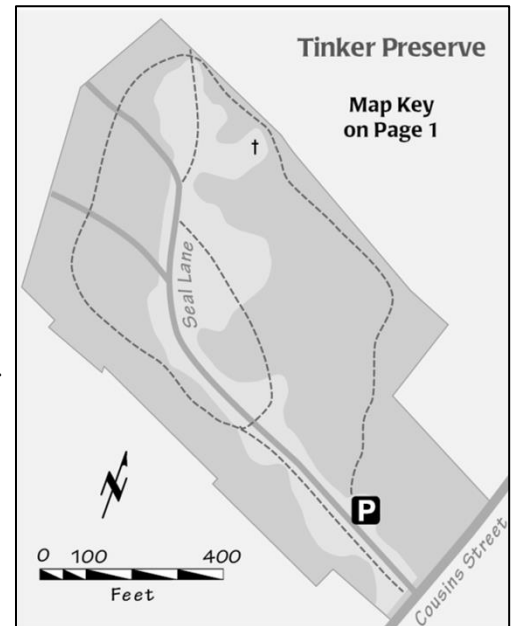 Tinker Preserve
Map Key
on Page 1
†
Seal Lane
N
P
0 100 400
Feet
Cousins Street